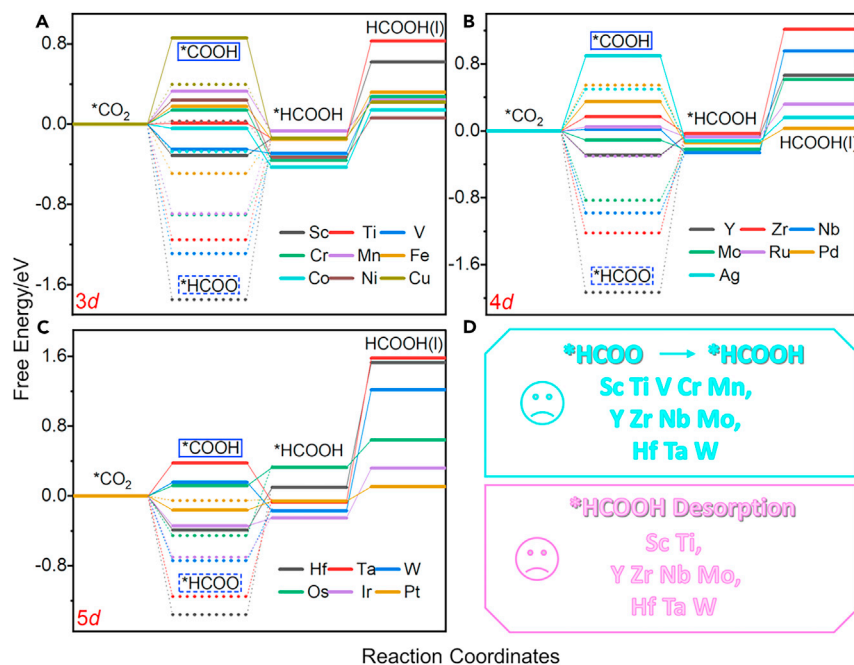 A
0.8
0.0
-0.8
-1.6
*CO2
*COOH
*HCOO
*HCOOH
HCOOH(l)
Sc Ti V
Cr Mn Fe
Co Ni Cu
3d
B
0.8
0.0
-0.8
-1.6
*CO2
*COOH
*HCOO
*HCOOH
HCOOH(l)
Y Zr Nb
Mo Ru Pd
Ag
4d
C
1.6
0.8
0.0
-0.8
*CO2
*COOH
*HCOO
*HCOOH
HCOOH(l)
Hf Ta W
Os Ir Pt
5d
D
*HCOO → *HCOOH
Sc Ti V Cr Mn,
Y Zr Nb Mo,
Hf Ta W
*HCOOH Desorption
Sc Ti,
Y Zr Nb Mo,
Hf Ta W
Free Energy/eV
Reaction Coordinates